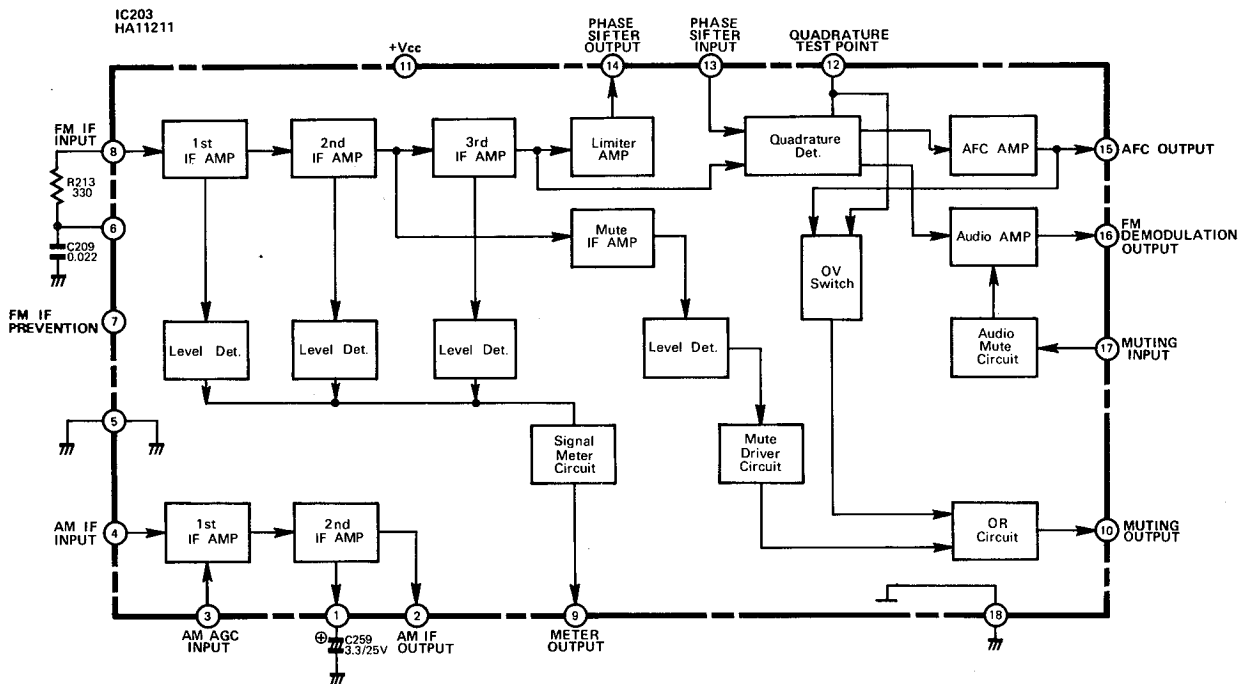 IC203
HA11211
+Vcc
11
PHASE
SIFTER
OUTPUT
14
PHASE
SIFTER
INPUT
13
QUADRATURE
TEST POINT
12
FM IF
INPUT
8
1st
IF AMP
2nd
IF AMP
3rd
IF AMP
Limiter
AMP
Quadrature
Det.
AFC AMP
15
AFC OUTPUT
R213
330
6
C209
0.022
Mute
IF AMP
OV
Switch
Audio AMP
16
FM
DEMODULATION
OUTPUT
FM IF
PREVENTION
7
Level Det.
Level Det.
Level Det.
Level Det.
Audio
Mute
Circuit
17
MUTING
INPUT
5
Signal
Meter
Circuit
Mute
Driver
Circuit
AM IF
INPUT
4
1st
IF AMP
2nd
IF AMP
OR
Circuit
10
MUTING
OUTPUT
3
AM AGC
INPUT
1
⊕
C259
3.3/25V
2
AM IF
OUTPUT
9
METER
OUTPUT
18